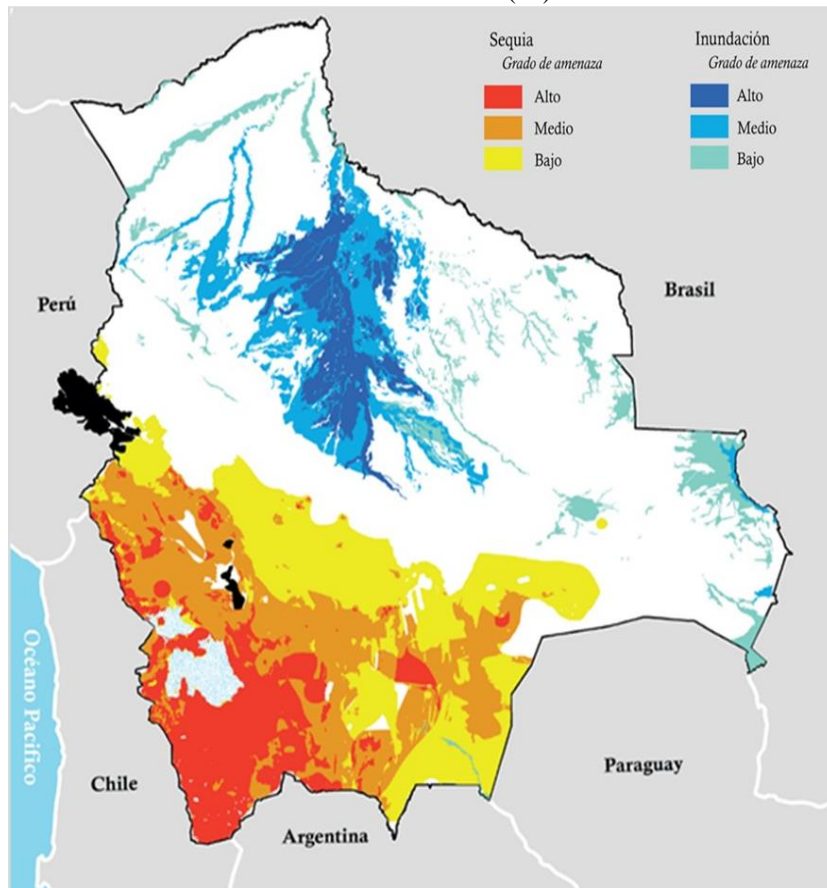 Sequia
Grado de amenaza
Alto
Medio
Bajo
Inundación
Grado de amenaza
Alto
Medio
Bajo
Perú
Brasil
Océano Pacifico
Chile
Paraguay
Argentina